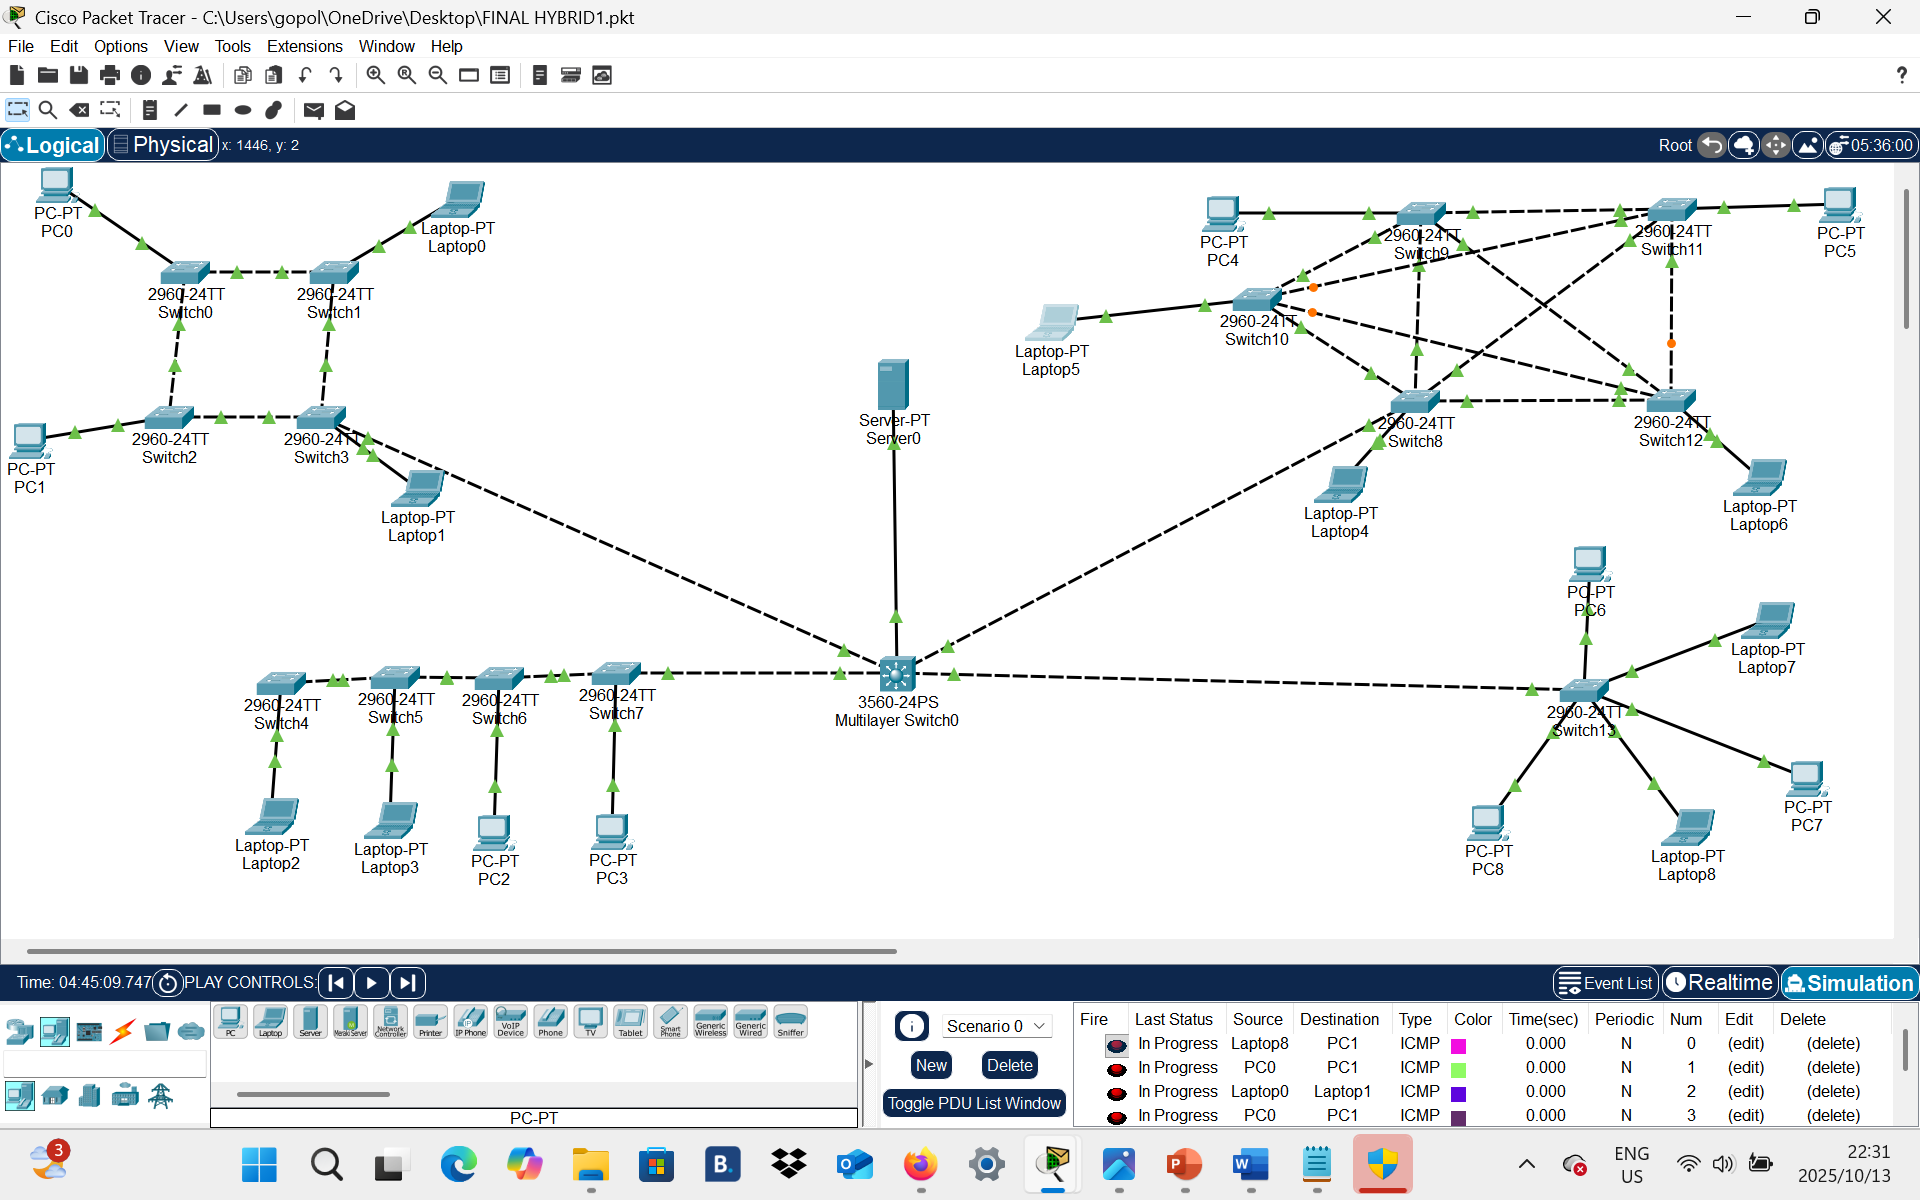 Cisco Packet Tracer - C:\Users\gopol\OneDrive\Desktop\FINAL HYBRID1.pkt
File Edit Options View Tools Extensions Window Help
Logical Physical x: 1446, y: 2 Root 05:36:00
PC-PT
PC0
Laptop-PT
Laptop0
2960-24TT
Switch0
2960-24TT
Switch1
PC-PT
PC1
2960-24TT
Switch2
2960-24TT
Switch3
Laptop-PT
Laptop1
Server-PT
Server0
PC-PT
PC4
2960-24TT
Switch9
2960-24TT
Switch11
PC-PT
PC5
Laptop-PT
Laptop5
2960-24TT
Switch10
2960-24TT
Switch8
2960-24TT
Switch12
Laptop-PT
Laptop4
Laptop-PT
Laptop6
2960-24TT
Switch4
2960-24TT
Switch5
2960-24TT
Switch6
2960-24TT
Switch7
3560-24PS
Multilayer Switch0
PC-PT
PC6
Laptop-PT
Laptop7
2960-24TT
Switch13
PC-PT
PC7
PC-PT
PC8
Laptop-PT
Laptop8
Laptop-PT
Laptop2
Laptop-PT
Laptop3
PC-PT
PC2
PC-PT
PC3
Time: 04:45:09.747 PLAY CONTROLS: Event List Realtime Simulation
PC Laptop Server Meraki Server Network Controller Printer IP Phone VoIP Device Phone TV Tablet Smart Phone Generic Wireless Generic Wired Sniffer
PC-PT
Scenario 0
New Delete
Toggle PDU List Window
Fire Last Status Source Destination Type Color Time(sec) Periodic Num Edit Delete
In Progress Laptop8 PC1 ICMP 0.000 N 0 (edit) (delete)
In Progress PC0 PC1 ICMP 0.000 N 1 (edit) (delete)
In Progress Laptop0 Laptop1 ICMP 0.000 N 2 (edit) (delete)
In Progress PC0 PC1 ICMP 0.000 N 3 (edit) (delete)
3
B.
ENG
US
22:31
2025/10/13